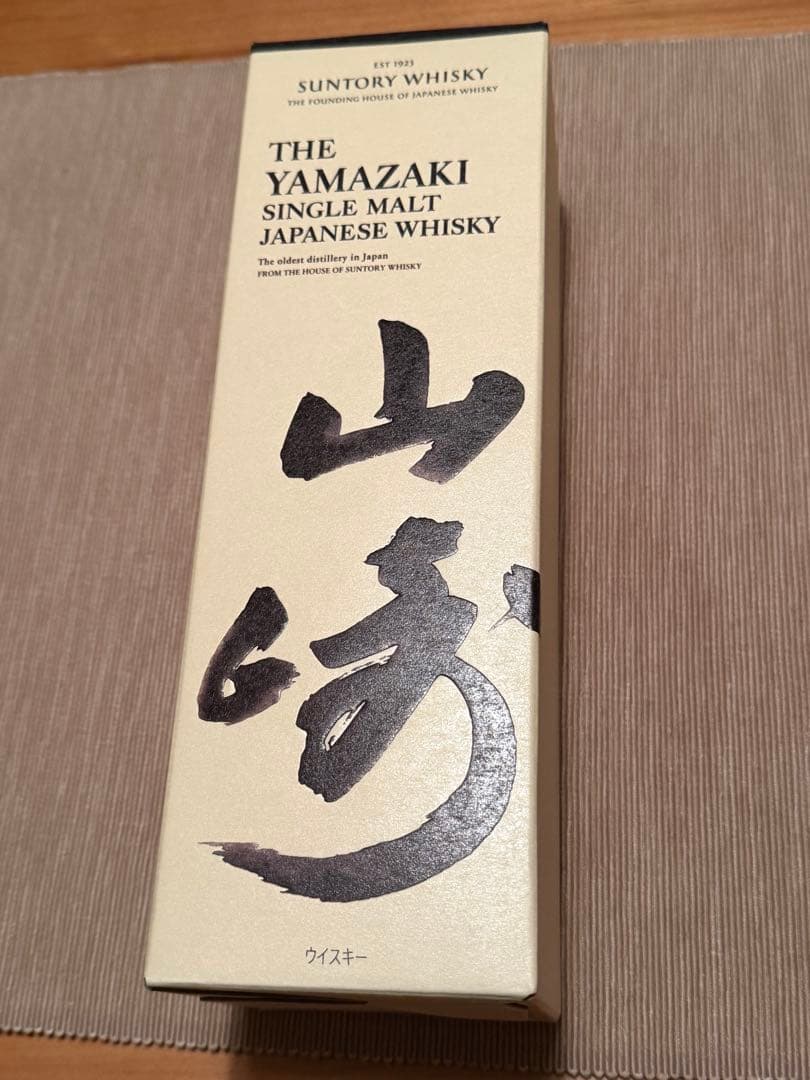 EST 1923
SUNTORY WHISKY
THE FOUNDING HOUSE OF JAPANESE WHISKY
THE
YAMAZAKI
SINGLE MALT
JAPANESE WHISKY
The oldest distillery in Japan
FROM THE HOUSE OF SUNTORY WHISKY
山
崎
ウイスキー